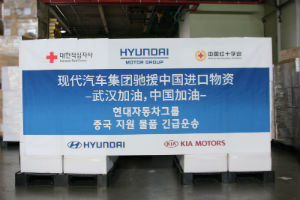 대한적십자사
HYUNDAI
MOTOR GROUP
中国红十字会
现代汽车集团驰援中国进口物资
-武汉加油,中国加油-
현대자동차그룹
중국 지원 물품 긴급운송
HYUNDAI
KIA MOTORS